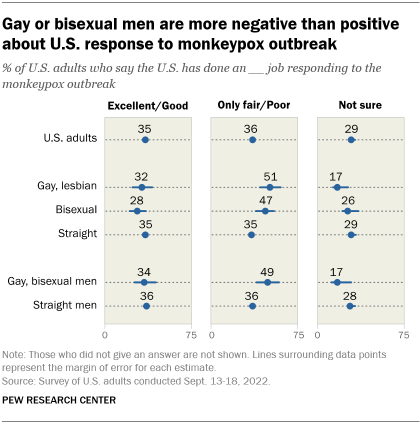 Gay or bisexual men are more negative than positive
about U.S. response to monkeypox outbreak
% of U.S. adults who say the U.S. has done an __ job responding to the
monkeypox outbreak
Excellent/Good Only fair/Poor Not sure
U.S. adults 35 36 29
Gay, lesbian 32 51 17
Bisexual 28 47 26
Straight 35 35 29
Gay, bisexual men 34 49 17
Straight men 36 36 28
0 75 0 75 0 75
Note: Those who did not give an answer are not shown. Lines surrounding data points
represent the margin of error for each estimate.
Source: Survey of U.S. adults conducted Sept. 13-18, 2022.
PEW RESEARCH CENTER